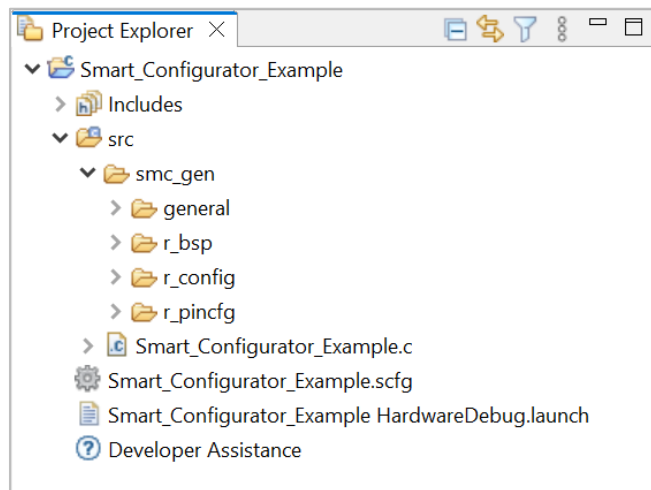 Project Explorer
Smart_Configurator_Example
Includes
src
smc_gen
general
r_bsp
r_config
r_pincfg
Smart_Configurator_Example.c
Smart_Configurator_Example.scfg
Smart_Configurator_Example HardwareDebug.launch
Developer Assistance